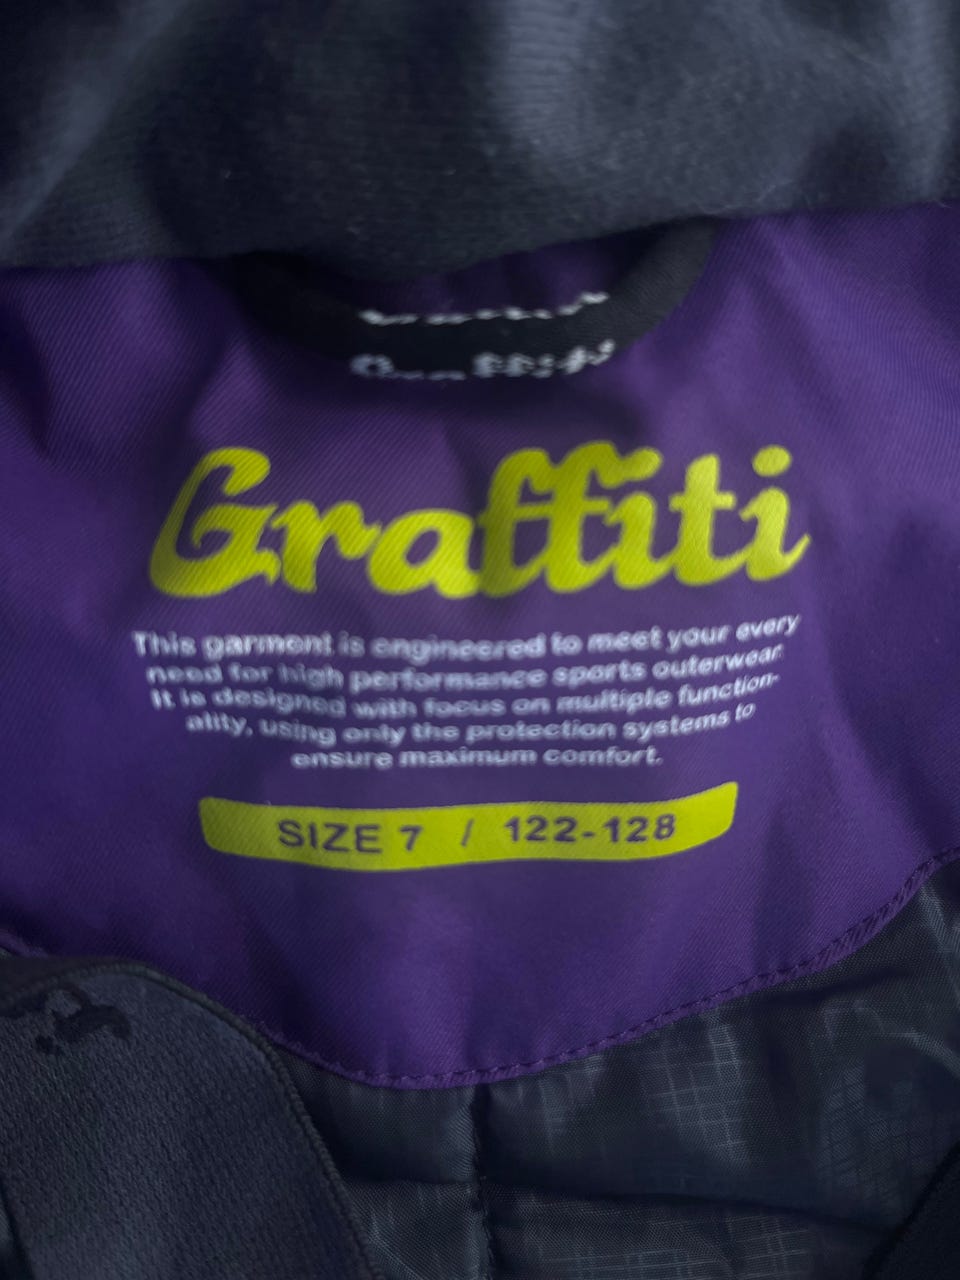 Graffiti
Graffiti
This garment is engineered to meet your every
need for high performance sports outerwear.
It is designed with focus on multiple function-
ality, using only the protection systems to
ensure maximum comfort.
SIZE 7 / 122-128